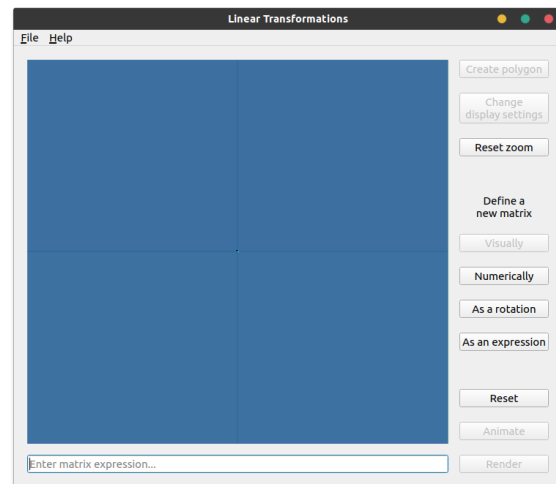 Linear Transformations
File Help
Create polygon
Change
display settings
Reset zoom
Define a
new matrix
Visually
Numerically
As a rotation
As an expression
Reset
Animate
Enter matrix expression...
Render